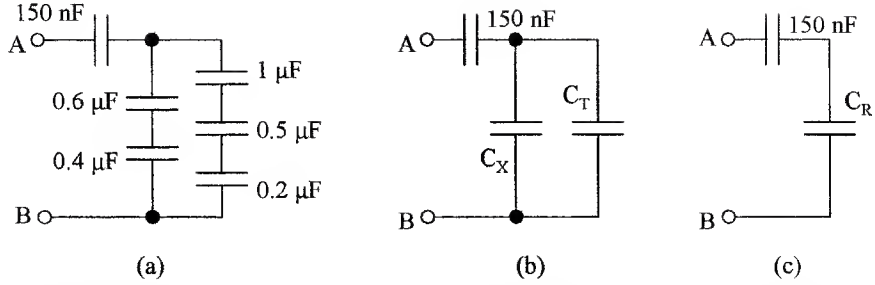 150 nF
A
1 μF
0.6 μF
0.5 μF
0.4 μF
0.2 μF
B
(a)
150 nF
A
C_T
C_X
B
(b)
150 nF
A
C_R
B
(c)